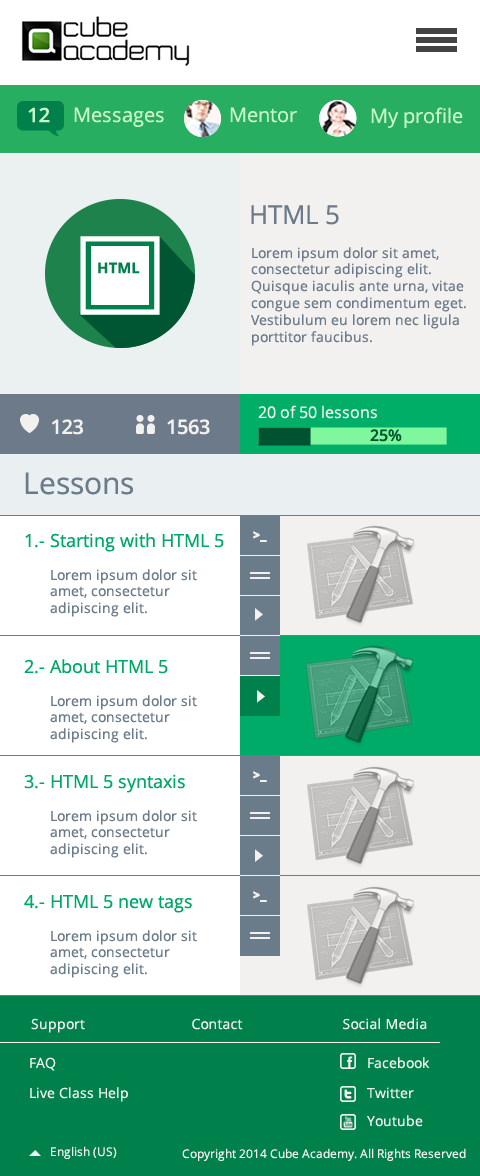 cube
academy
12 Messages Mentor My profile
HTML
HTML 5
Lorem ipsum dolor sit amet,
consectetur adipiscing elit.
Quisque iaculis ante urna, vitae
congue sem condimentum eget.
Vestibulum eu lorem nec ligula
porttitor faucibus.
123 1563
20 of 50 lessons
25%
Lessons
1.- Starting with HTML 5
Lorem ipsum dolor sit
amet, consectetur
adipiscing elit.
2.- About HTML 5
Lorem ipsum dolor sit
amet, consectetur
adipiscing elit.
3.- HTML 5 syntaxis
Lorem ipsum dolor sit
amet, consectetur
adipiscing elit.
4.- HTML 5 new tags
Lorem ipsum dolor sit
amet, consectetur
adipiscing elit.
Support Contact Social Media
FAQ Facebook
Live Class Help Twitter
Youtube
English (US) Copyright 2014 Cube Academy. All Rights Reserved